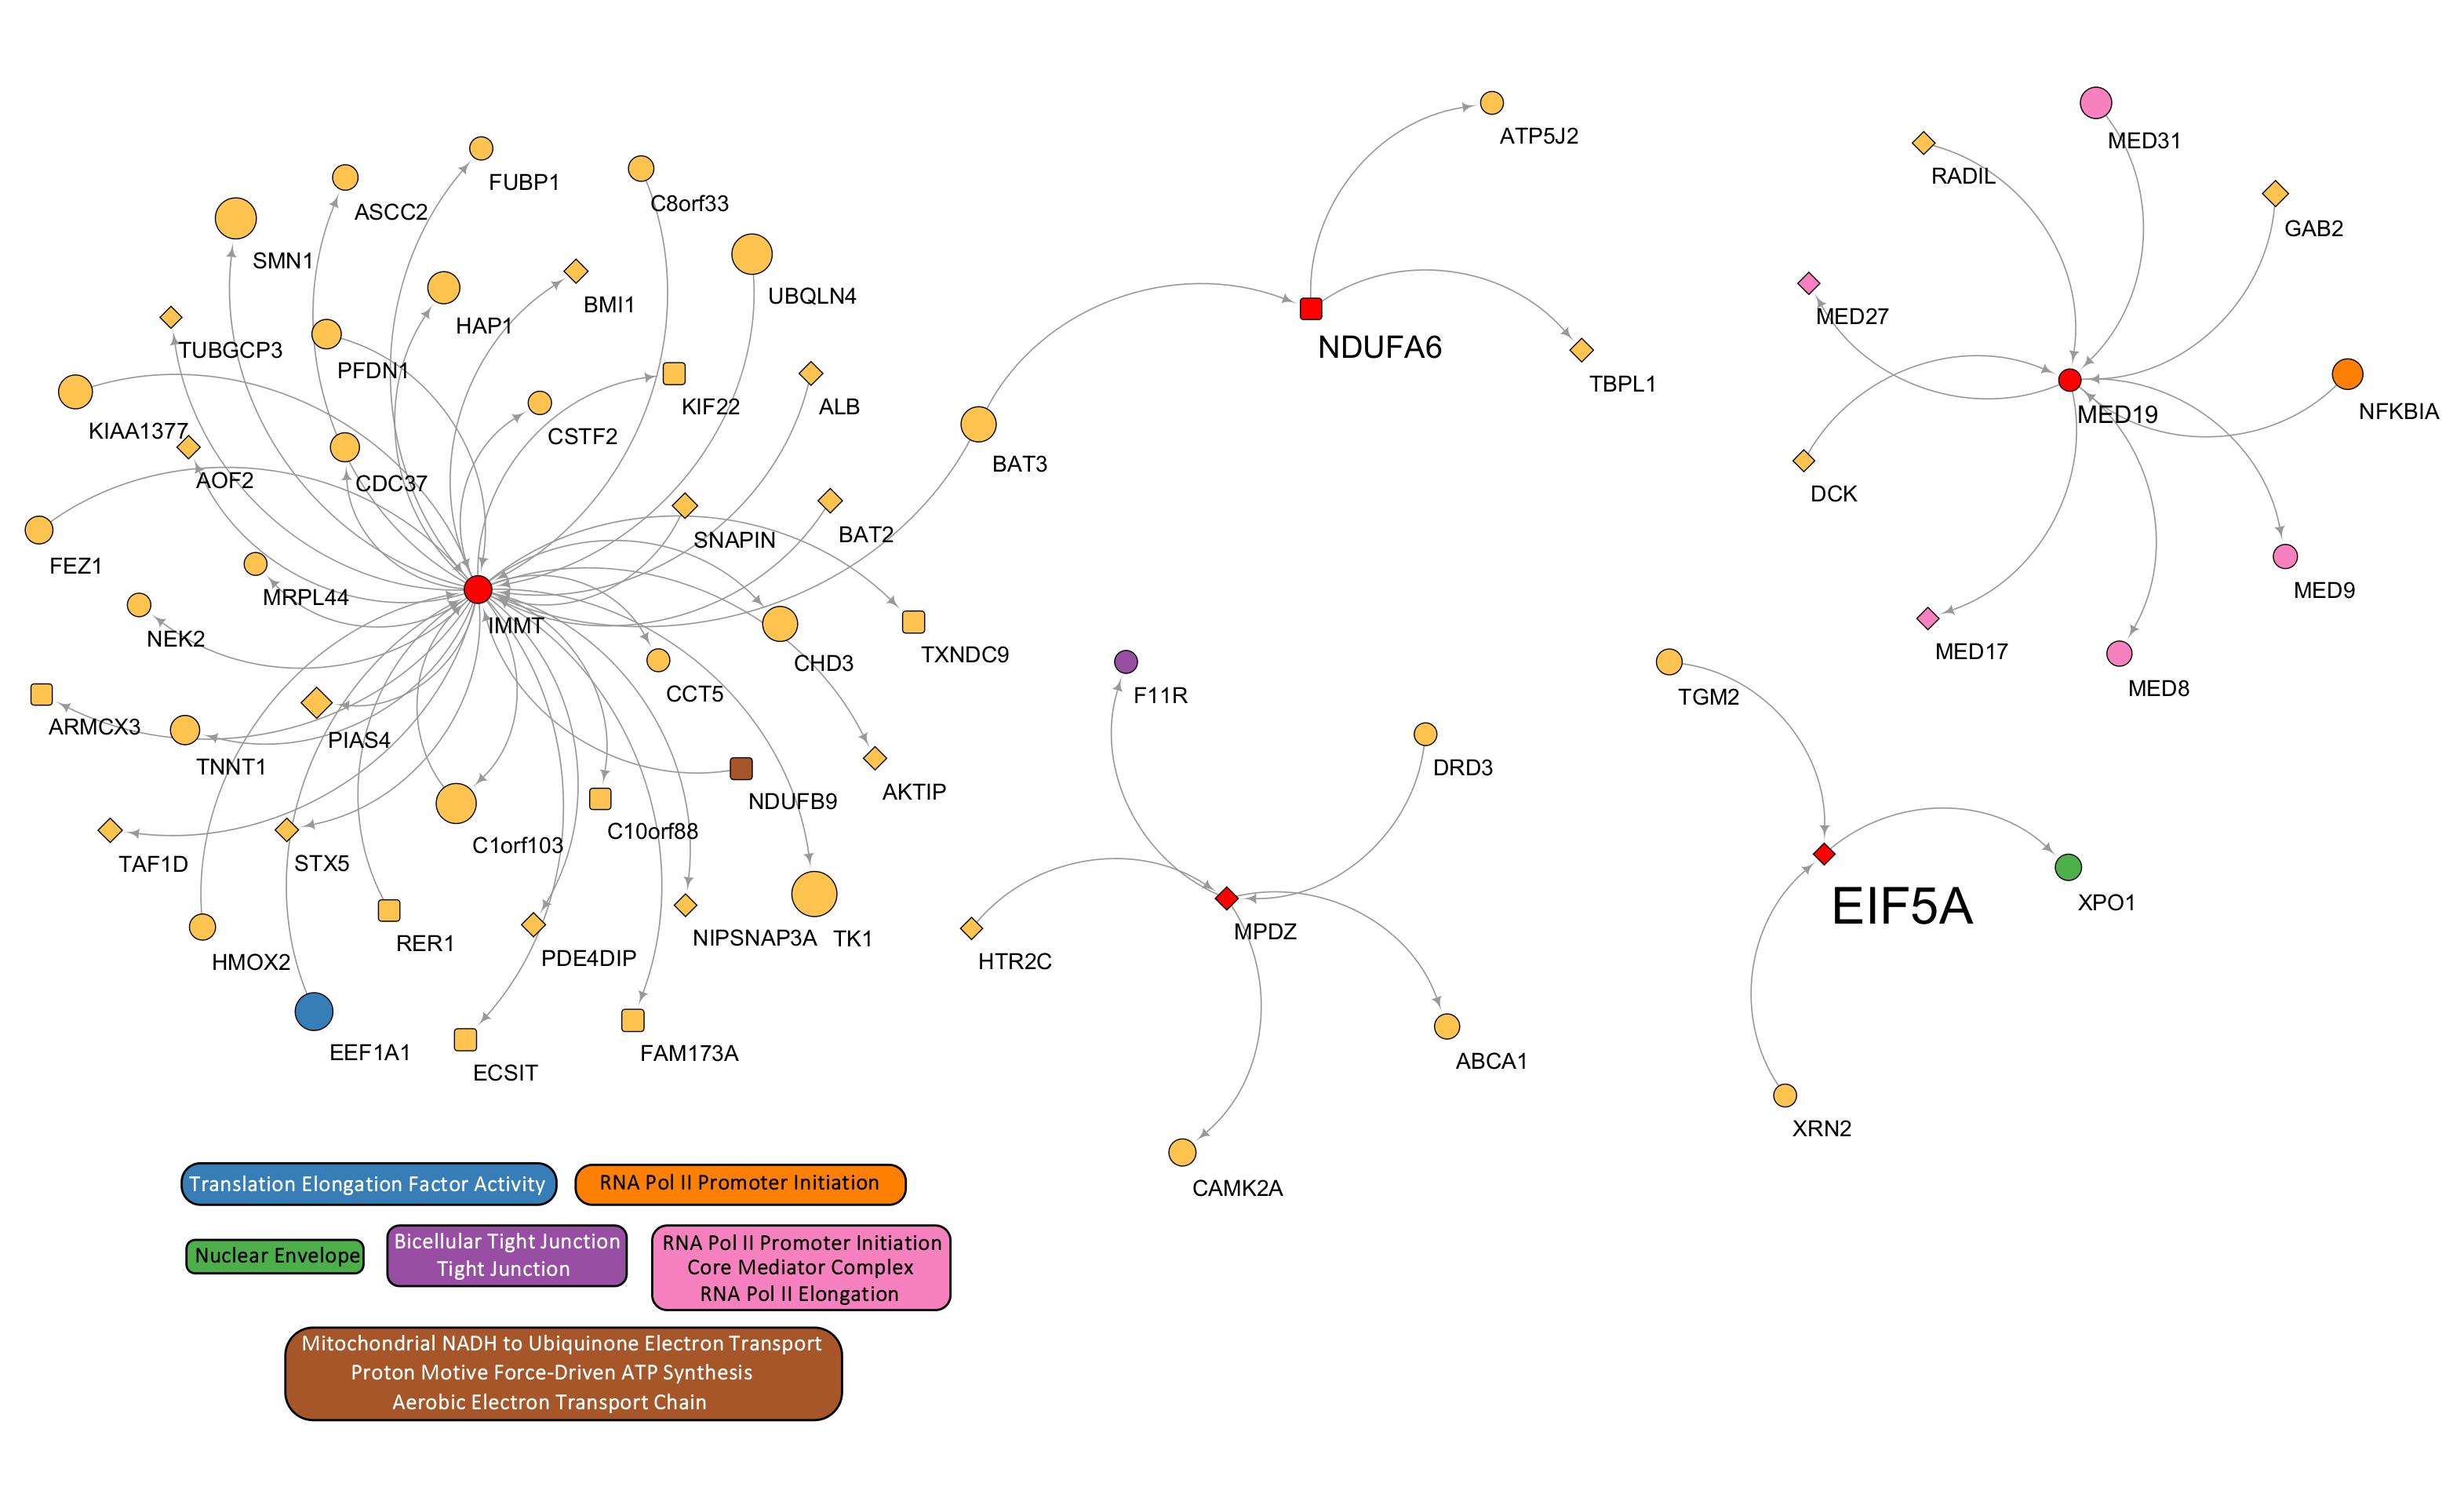 ATP5J2
MED31
FUBP1
RADIL
C8orf33
ASCC2
GAB2
SMN1
UBQLN4
BMI1
HAP1
MED27
TUBGCP3
NDUFA6
PFDN1
TBPL1
KIF22
ALB
MED19
NFKBIA
KIAA1377
CSTF2
BAT3
AOF2
CDC37
DCK
SNAPIN
BAT2
FEZ1
MRPL44
MED9
IMMT
NEK2
CHD3
TXNDC9
MED17
CCT5
F11R
MED8
TGM2
ARMCX3
PIAS4
TNNT1
DRD3
NDUFB9
AKTIP
C10orf88
C1orf103
TAF1D
STX5
XPO1
EIF5A
MPDZ
NIPSNAP3A
TK1
RER1
PDE4DIP
HMOX2
HTR2C
EEF1A1
FAM173A
ABCA1
ECSIT
XRN2
CAMK2A
Translation Elongation Factor Activity
RNA Pol II Promoter Initiation
Nuclear Envelope
Bicellular Tight Junction
Tight Junction
RNA Pol II Promoter Initiation
Core Mediator Complex
RNA Pol II Elongation
Mitochondrial NADH to Ubiquinone Electron Transport
Proton Motive Force-Driven ATP Synthesis
Aerobic Electron Transport Chain